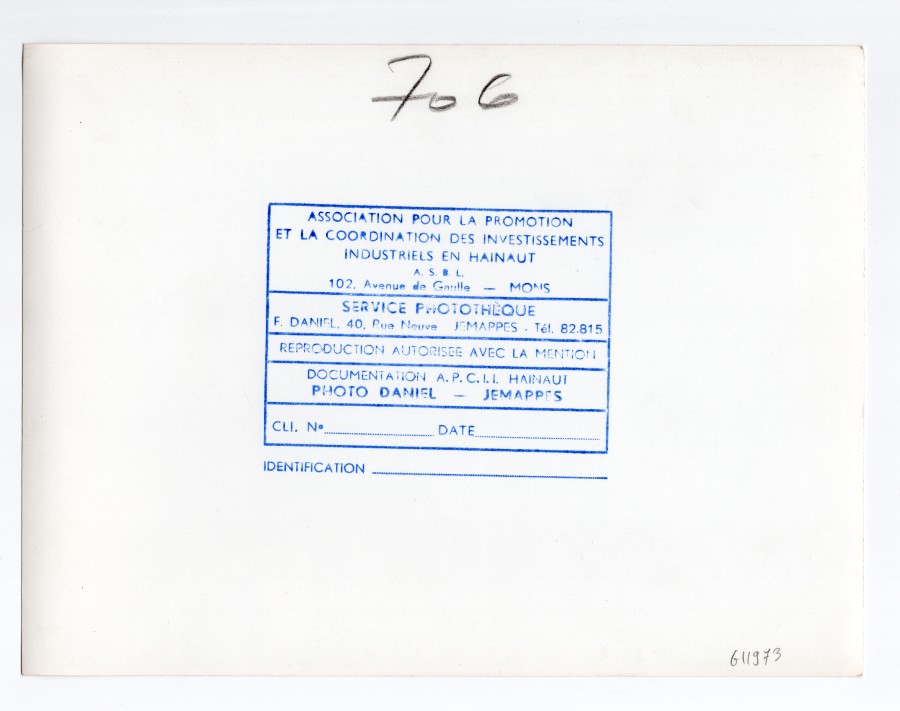 706
ASSOCIATION POUR LA PROMOTION
ET LA COORDINATION DES INVESTISSEMENTS
INDUSTRIELS EN HAINAUT
A. S. B. L.
102, Avenue de Gaulle — MONS
SERVICE PHOTOTHÈQUE
F. DANIEL, 40, Rue Neuve JEMAPPES - Tél. 82.815
REPRODUCTION AUTORISEE AVEC LA MENTION
DOCUMENTATION A.P.C.I.I. HAINAUT
PHOTO DANIEL — JEMAPPES
CLI. N° DATE
IDENTIFICATION
611973